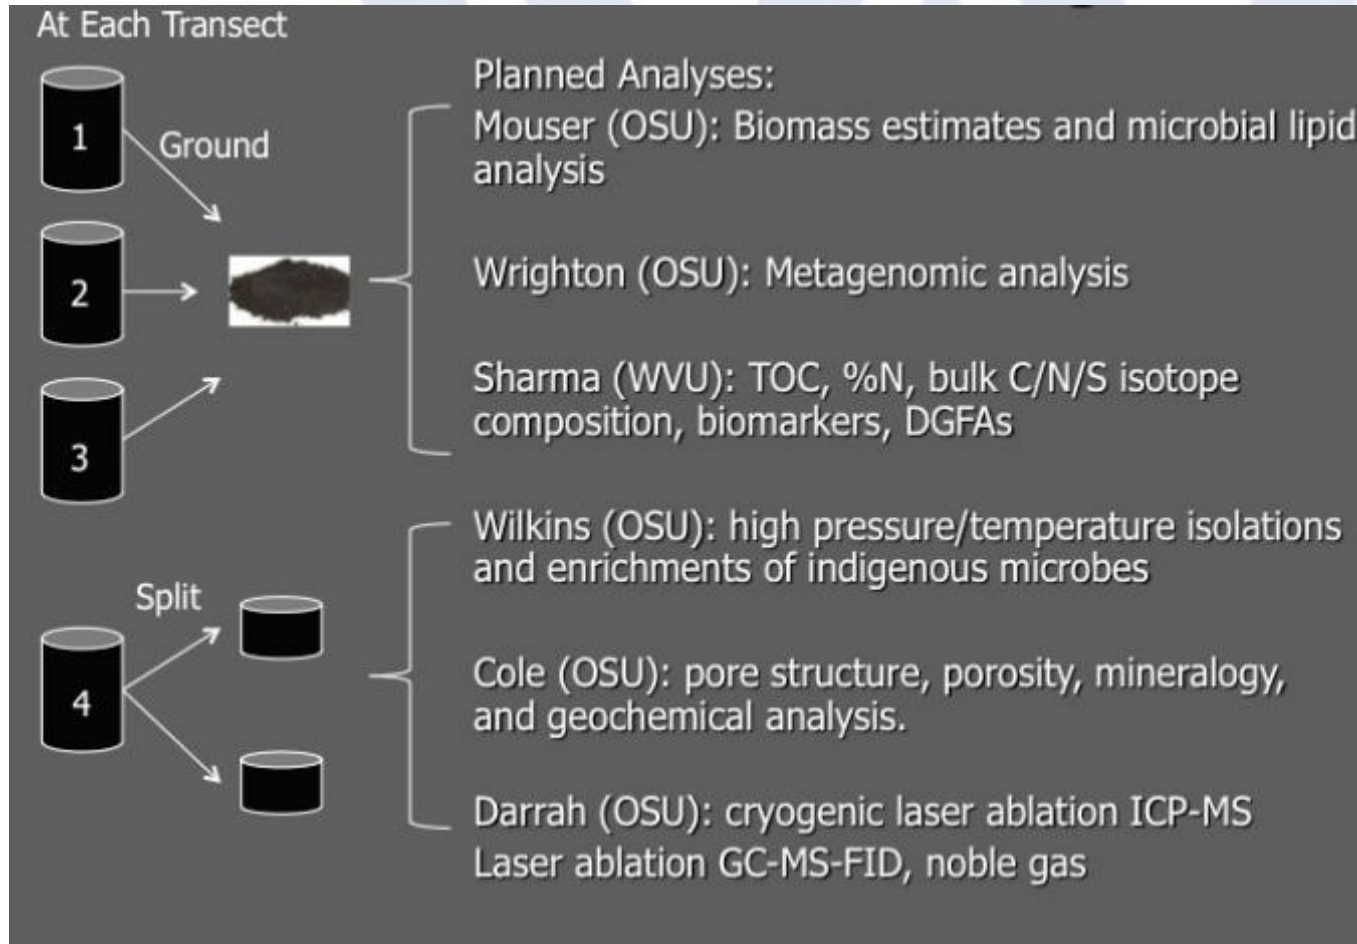 At Each Transect
1
Ground
2
3
Planned Analyses:
Mouser (OSU): Biomass estimates and microbial lipid
analysis
Wrighton (OSU): Metagenomic analysis
Sharma (WVU): TOC, %N, bulk C/N/S isotope
composition, biomarkers, DGFAs
Split
4
Wilkins (OSU): high pressure/temperature isolations
and enrichments of indigenous microbes
Cole (OSU): pore structure, porosity, mineralogy,
and geochemical analysis.
Darrah (OSU): cryogenic laser ablation ICP-MS
Laser ablation GC-MS-FID, noble gas